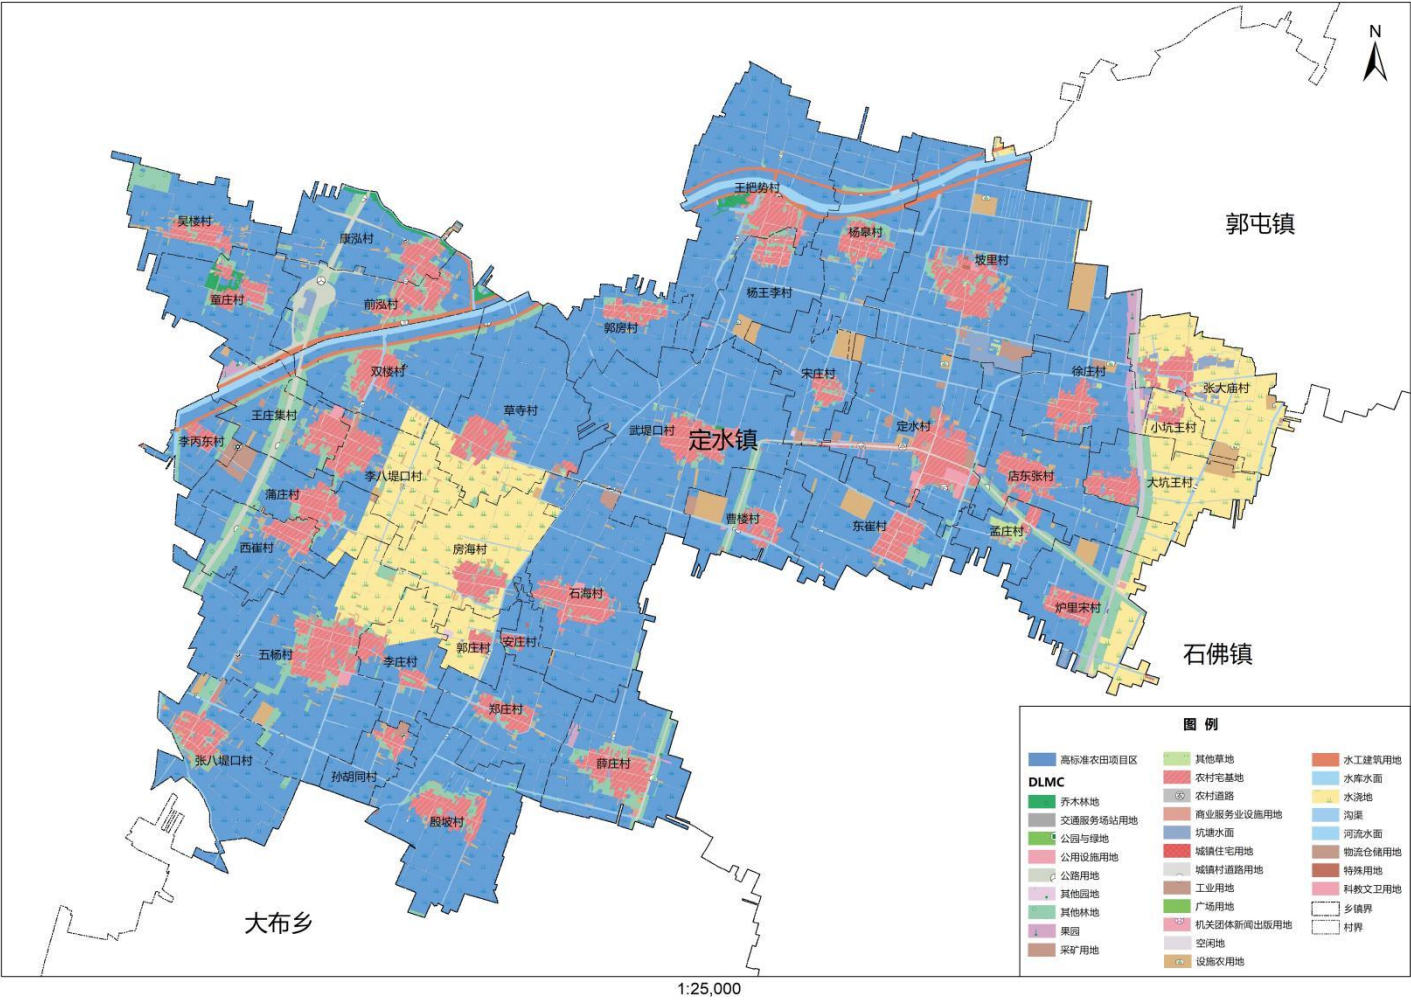 N
郭屯镇
王把势村
杨皋村
坡里村
吴楼村
康泓村
童庄村
前泓村
杨王李村
郭房村
双楼村
宋庄村
徐庄村
张大庙村
王庄集村
草寺村
武堤口村
定水镇
定水村
小坑王村
李丙东村
李八堤口村
店东张村
大坑王村
蒲庄村
曹楼村
东崔村
孟庄村
西崔村
房海村
石海村
炉里宋村
五杨村
李庄村
郭庄村
安庄村
石佛镇
郑庄村
张八堤口村
孙胡同村
薛庄村
殷坡村
大布乡
图 例
高标准农田项目区
DLMC
乔木林地
交通服务场站用地
公园与绿地
公用设施用地
公路用地
其他园地
其他林地
果园
采矿用地
其他草地
农村宅基地
农村道路
商业服务业设施用地
坑塘水面
城镇住宅用地
城镇村道路用地
工业用地
广场用地
机关团体新闻出版用地
空闲地
设施农用地
水工建筑用地
水库水面
水浇地
沟渠
河流水面
物流仓储用地
特殊用地
科教文卫用地
乡镇界
村界
1:25,000